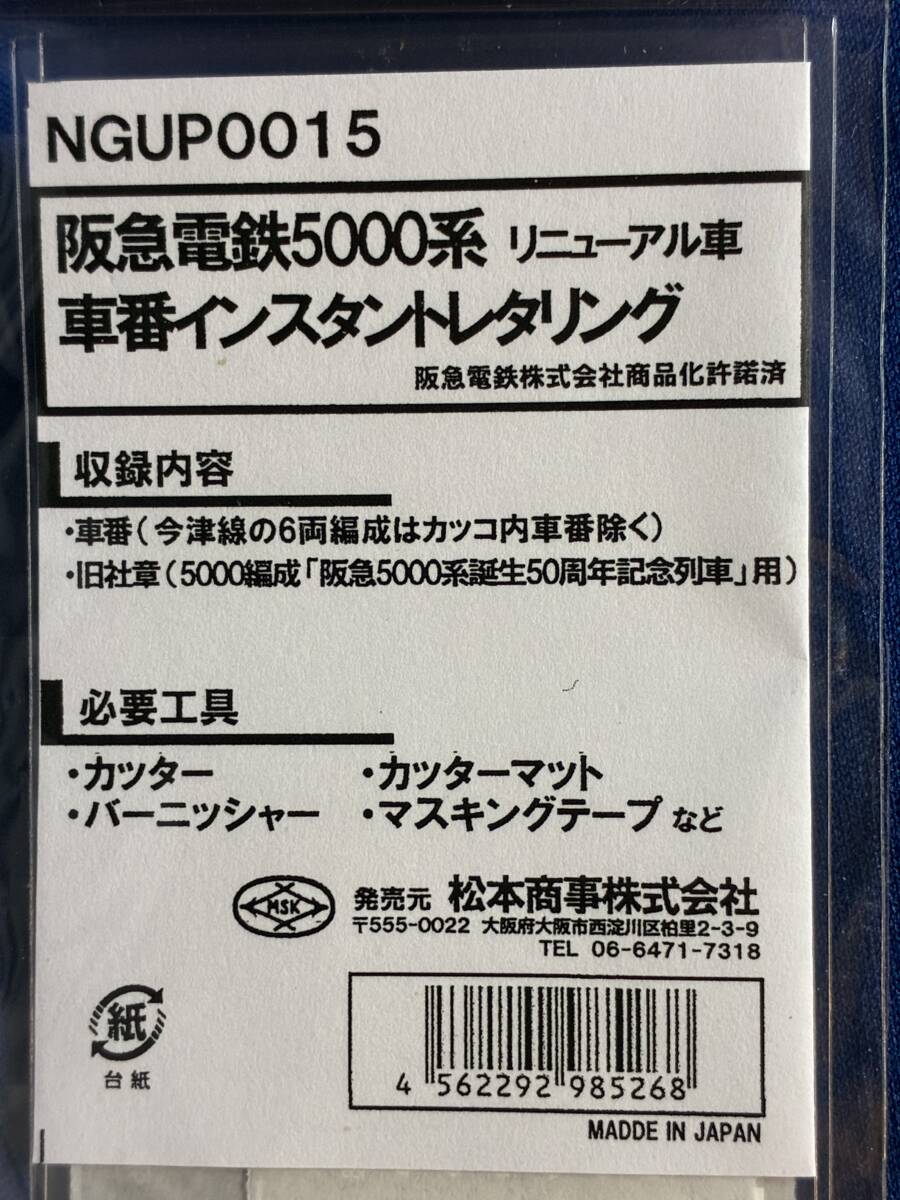 NGUP0015
阪急電鉄5000系 リニューアル車
車番インスタントレタリング
阪急電鉄株式会社商品化許諾済
収録内容
・車番(今津線の6両編成はカッコ内車番除く)
・旧社章(5000編成「阪急5000系誕生50周年記念列車」用)
必要工具
・カッター ・カッターマット
・バーニッシャー ・マスキングテープ など
MSK 発売元 松本商事株式会社
〒555-0022 大阪府大阪市西淀川区柏里2-3-9
TEL 06-6471-7318
紙
台紙
4 562292 985268
MADDE IN JAPAN